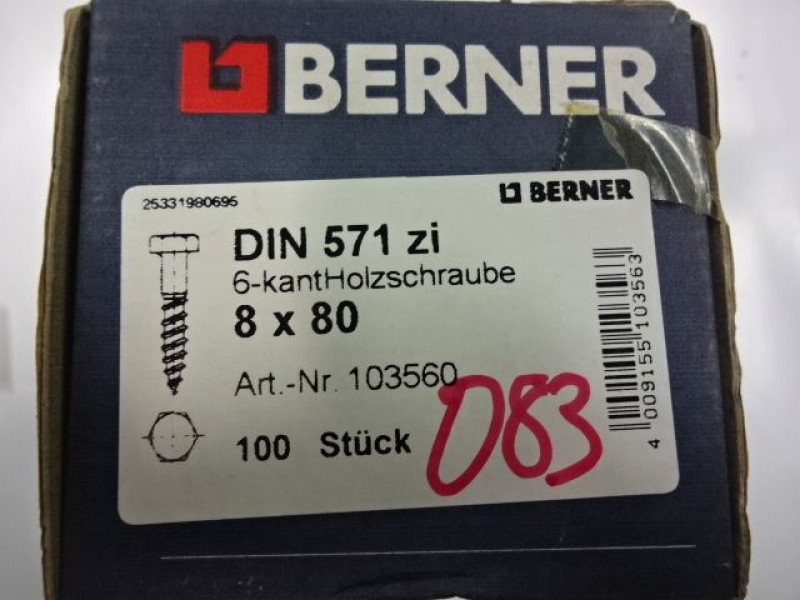 BERNER
25331980695
BERNER
DIN 571 zi
6-kantHolzschraube
8 x 80
Art.-Nr. 103560
100 Stück
083
4 009155 103563